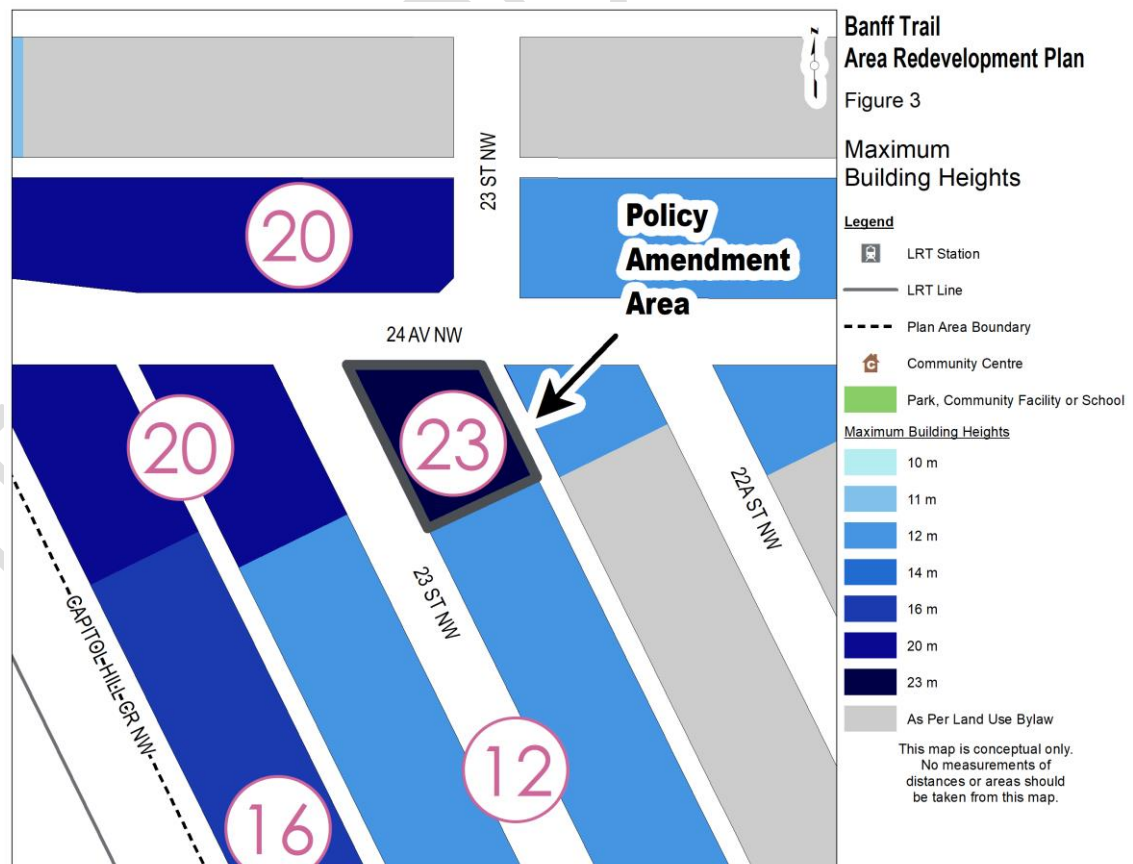 Banff Trail
Area Redevelopment Plan
Figure 3
Maximum
Building Heights
Legend
LRT Station
LRT Line
Plan Area Boundary
C
Community Centre
Park, Community Facility or School
Maximum Building Heights
10 m
11 m
12 m
14 m
16 m
20 m
23 m
As Per Land Use Bylaw
This map is conceptual only.
No measurements of
distances or areas should
be taken from this map.
N
23 ST NW
20
Policy
Amendment
Area
24 AV NW
20
23
22A ST NW
23 ST NW
CAPITOL HILL CR NW
12
16